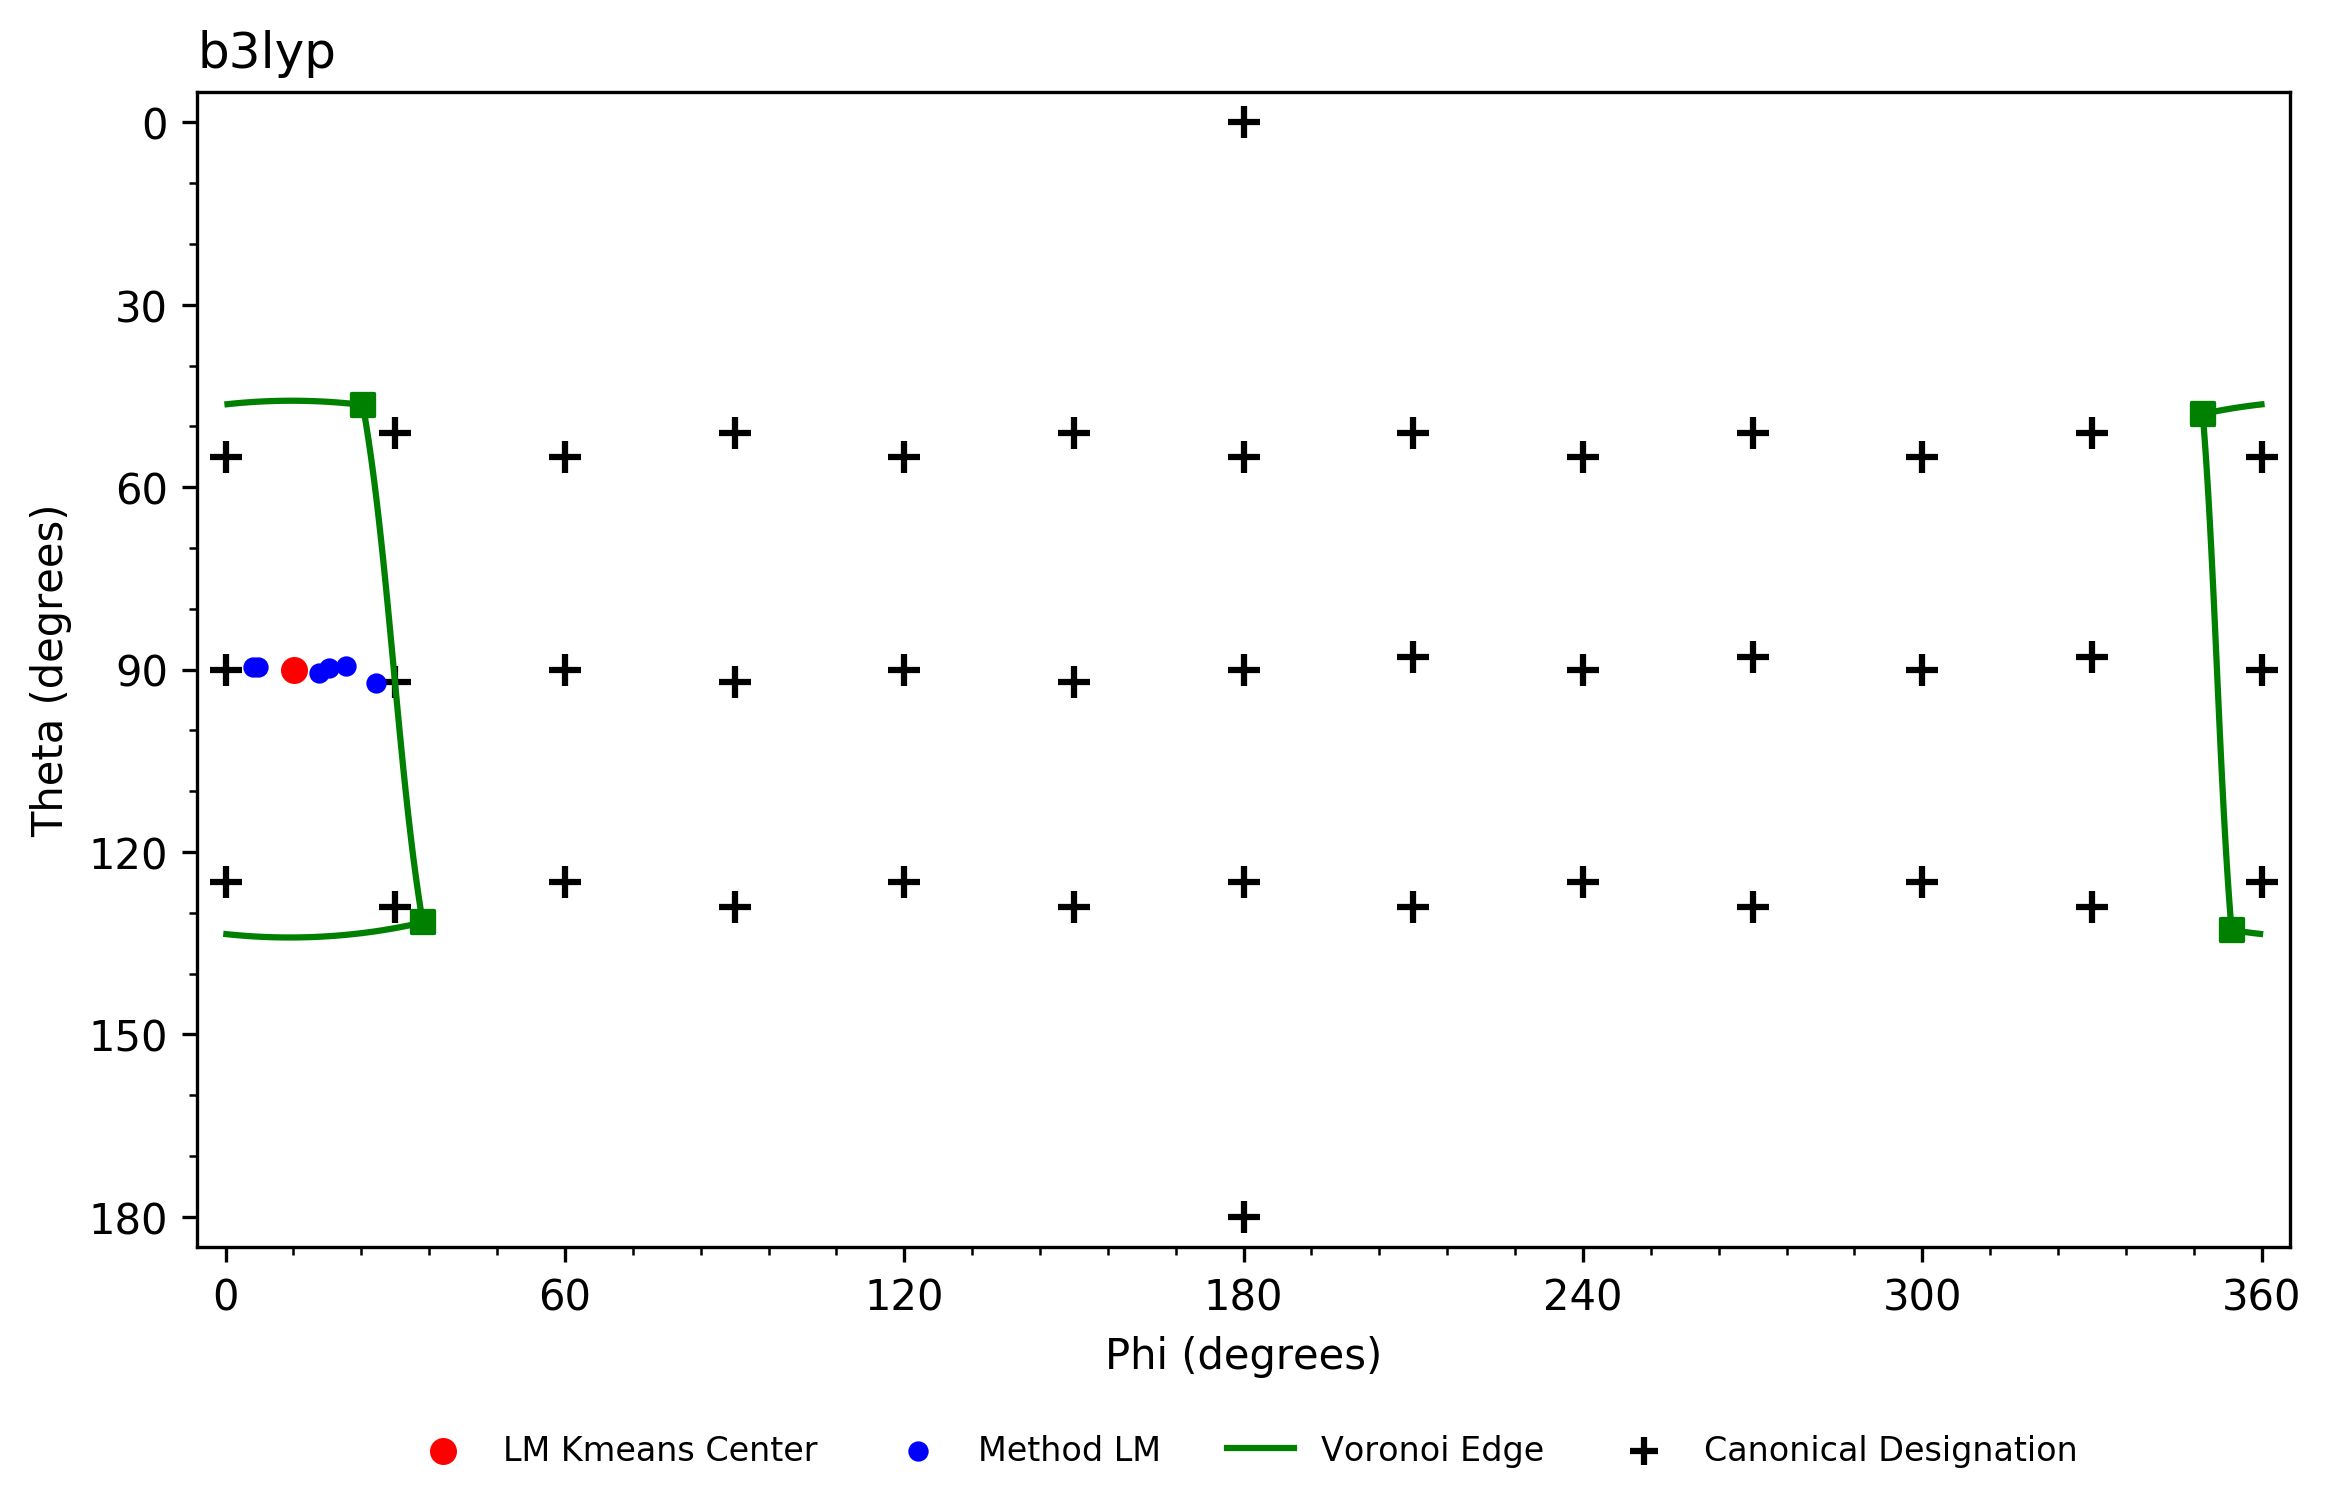 b3lyp
0
30
60
90
120
150
180
Theta (degrees)
0 60 120 180 240 300 360
Phi (degrees)
LM Kmeans Center Method LM Voronoi Edge Canonical Designation